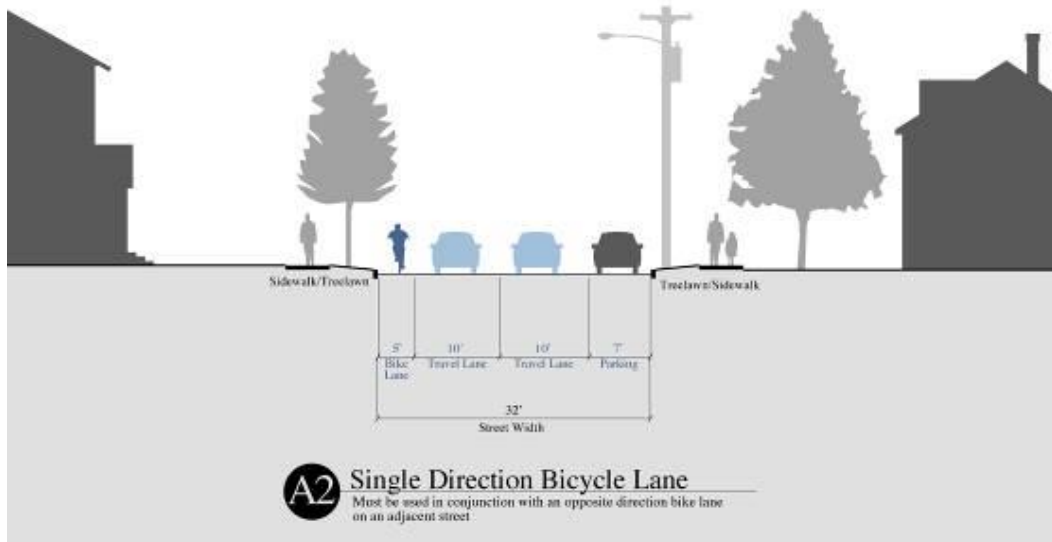 Sidewalk/Treelawn
Treelawn/Sidewalk
5' 10' 10' 7'
Bike Lane
Travel Lane
Travel Lane
Parking
32'
Street Width
A2
Single Direction Bicycle Lane
Must be used in conjunction with an opposite direction bike lane
on an adjacent street